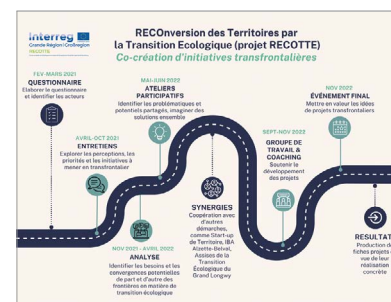 Interreg
Grande Région | Großregion
RECOTTE
RECOnversion des Territoires par
la Transition Ecologique (projet RECOTTE)
Co-création d'initiatives transfrontalières
FEV-MARS 2021
QUESTIONNAIRE
Elaborer le questionnaire
et identifier les acteurs
AVRIL-OCT 2021
ENTRETIENS
Explorer les perceptions, les
priorités et les initiatives à
mener en transfrontalier
NOV 2021 - AVRIL 2022
ANALYSE
Identifier les besoins et les
convergences potentielles
de part et d'autre des
frontières en matière de
transition écologique
MAI-JUIN 2022
ATELIERS
PARTICIPATIFS
Identifier les problématiques et
potentiels partagés, imaginer des
solutions ensemble
SYNERGIES
Coopération avec
d'autres
démarches,
comme Start-up
de Territoire, IBA
Alzette-Belval,
Assises de la
Transition
Écologique du
Grand Longwy
SEPT-NOV 2022
GROUPE DE
TRAVAIL &
COACHING
Soutenir le
développement
des projets
NOV 2022
ÉVÉNEMENT FINAL
Mettre en valeur les idées
de projets transfrontaliers
RESULTAT
Production de
fiches projets en
vue de leur
réalisation
concrète